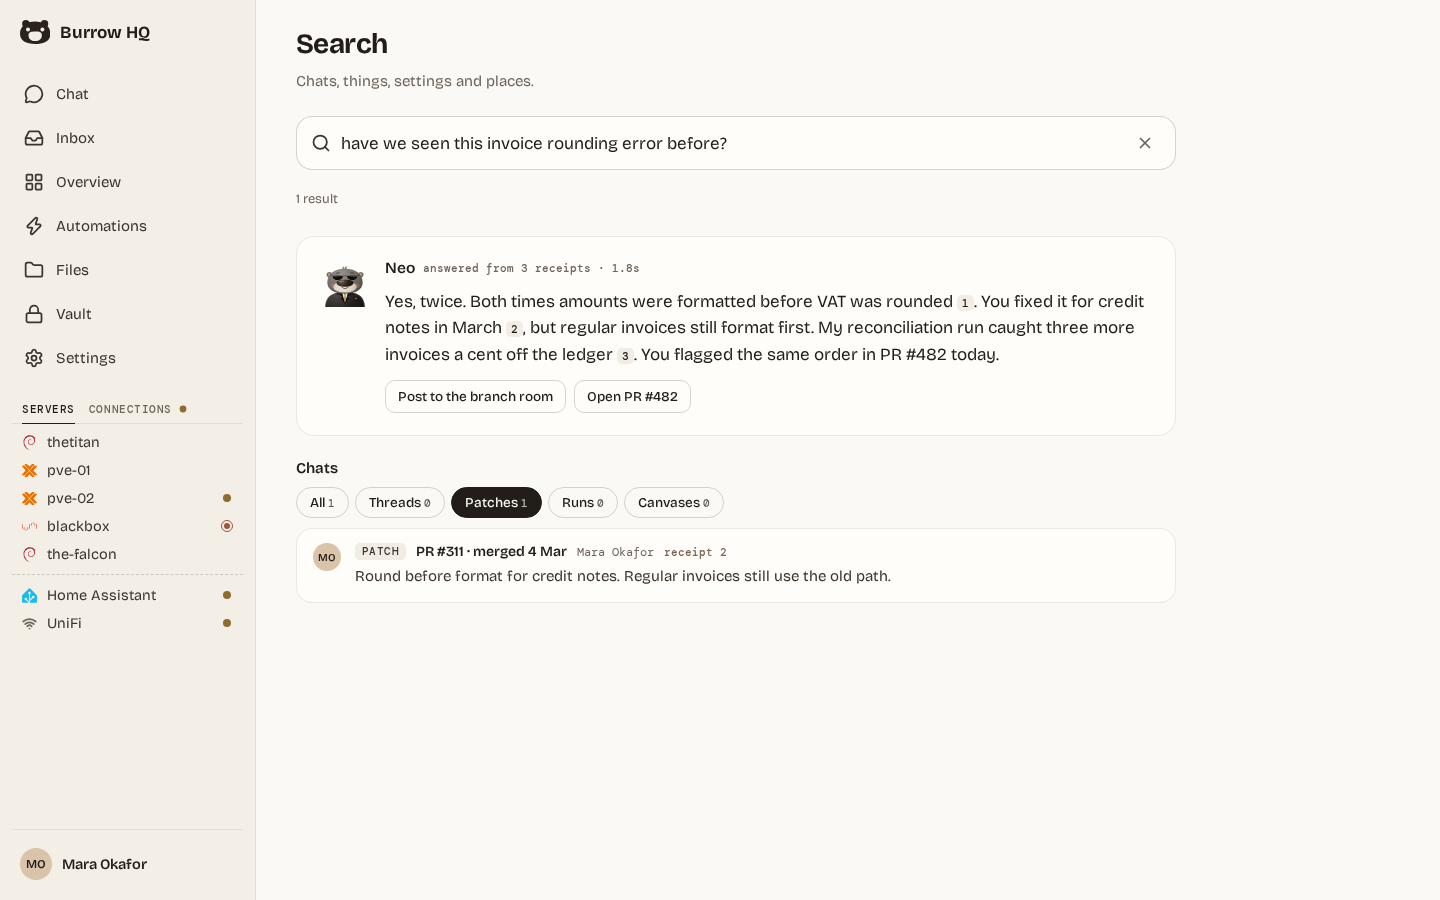 Burrow HQ
Chat
Inbox
Overview
Automations
Files
Vault
Settings
SERVERS CONNECTIONS
thetitan
pve-01
pve-02
blackbox
the-falcon
Home Assistant
UniFi
MO Mara Okafor
Search
Chats, things, settings and places.
have we seen this invoice rounding error before?
1 result
Neo answered from 3 receipts · 1.8s
Yes, twice. Both times amounts were formatted before VAT was rounded 1. You fixed it for credit
notes in March 2, but regular invoices still format first. My reconciliation run caught three more
invoices a cent off the ledger 3. You flagged the same order in PR #482 today.
Post to the branch room Open PR #482
Chats
All 1 Threads 0 Patches 1 Runs 0 Canvases 0
MO PATCH PR #311 · merged 4 Mar Mara Okafor receipt 2
Round before format for credit notes. Regular invoices still use the old path.